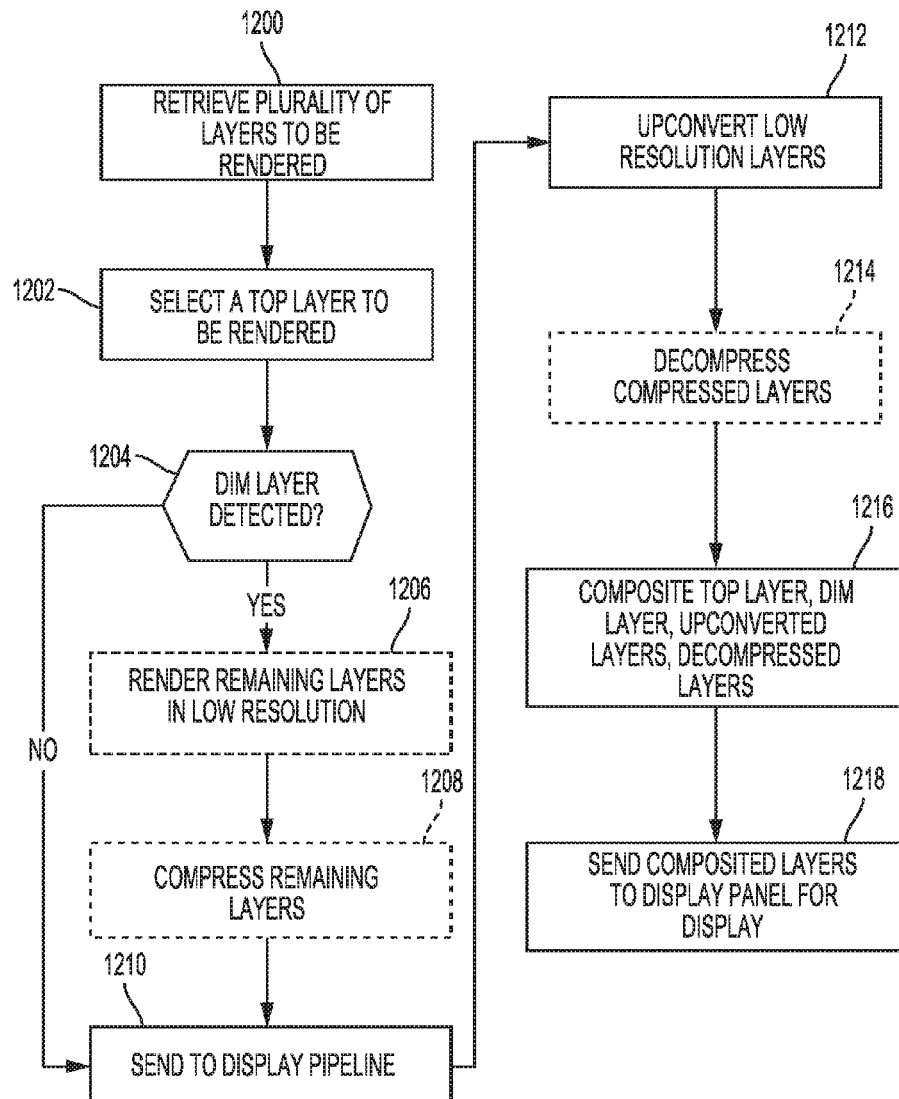 1200
RETRIEVE PLURALITY OF
LAYERS TO BE
RENDERED
1202
SELECT A TOP LAYER TO
BE RENDERED
1204
DIM LAYER
DETECTED?
YES
NO
1206
RENDER REMAINING LAYERS
IN LOW RESOLUTION
1208
COMPRESS REMAINING
LAYERS
1210
SEND TO DISPLAY PIPELINE
1212
UPCONVERT LOW
RESOLUTION LAYERS
1214
DECOMPRESS
COMPRESSED LAYERS
1216
COMPOSITE TOP LAYER, DIM
LAYER, UPCONVERTED
LAYERS, DECOMPRESSED
LAYERS
1218
SEND COMPOSITED LAYERS
TO DISPLAY PANEL FOR
DISPLAY